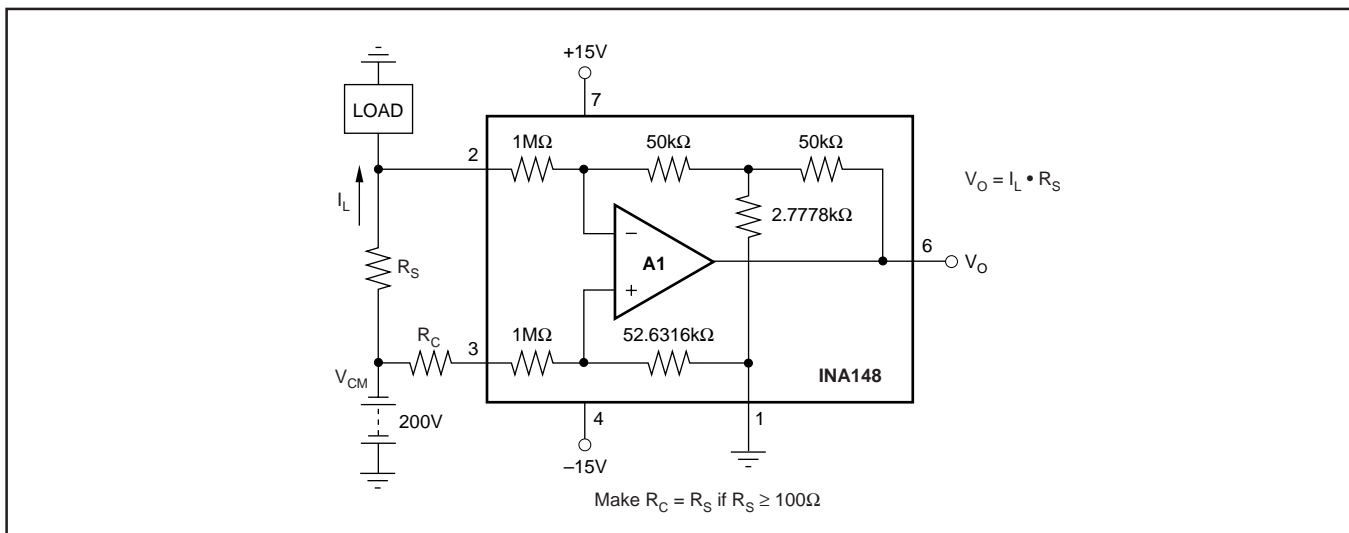 +15V
7
LOAD
1MΩ
50kΩ
50kΩ
2
V_O = I_L • R_S
I_L
2.7778kΩ
6
−
A1
V_O
R_S
+
R_C
1MΩ
52.6316kΩ
3
V_CM
INA148
200V
4
1
−15V
Make R_C = R_S if R_S ≥ 100Ω